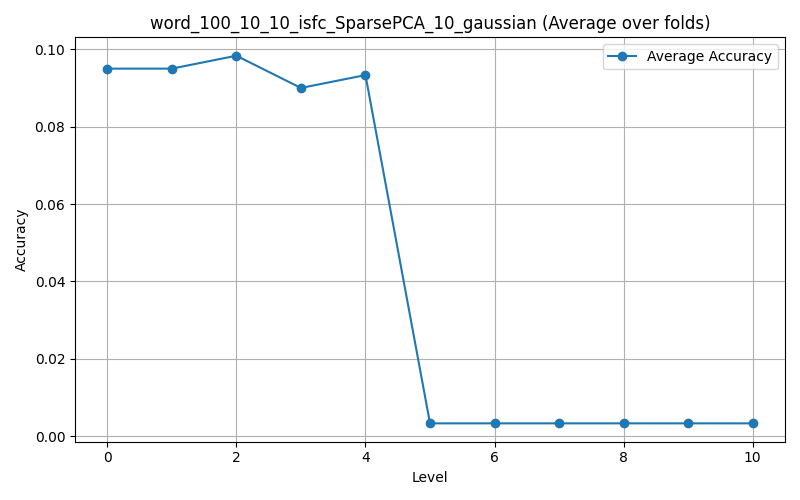 word_100_10_10_isfc_SparsePCA_10_gaussian (Average over folds)
Average Accuracy
0.10
0.08
0.06
0.04
0.02
0.00
Accuracy
0 2 4 6 8 10
Level